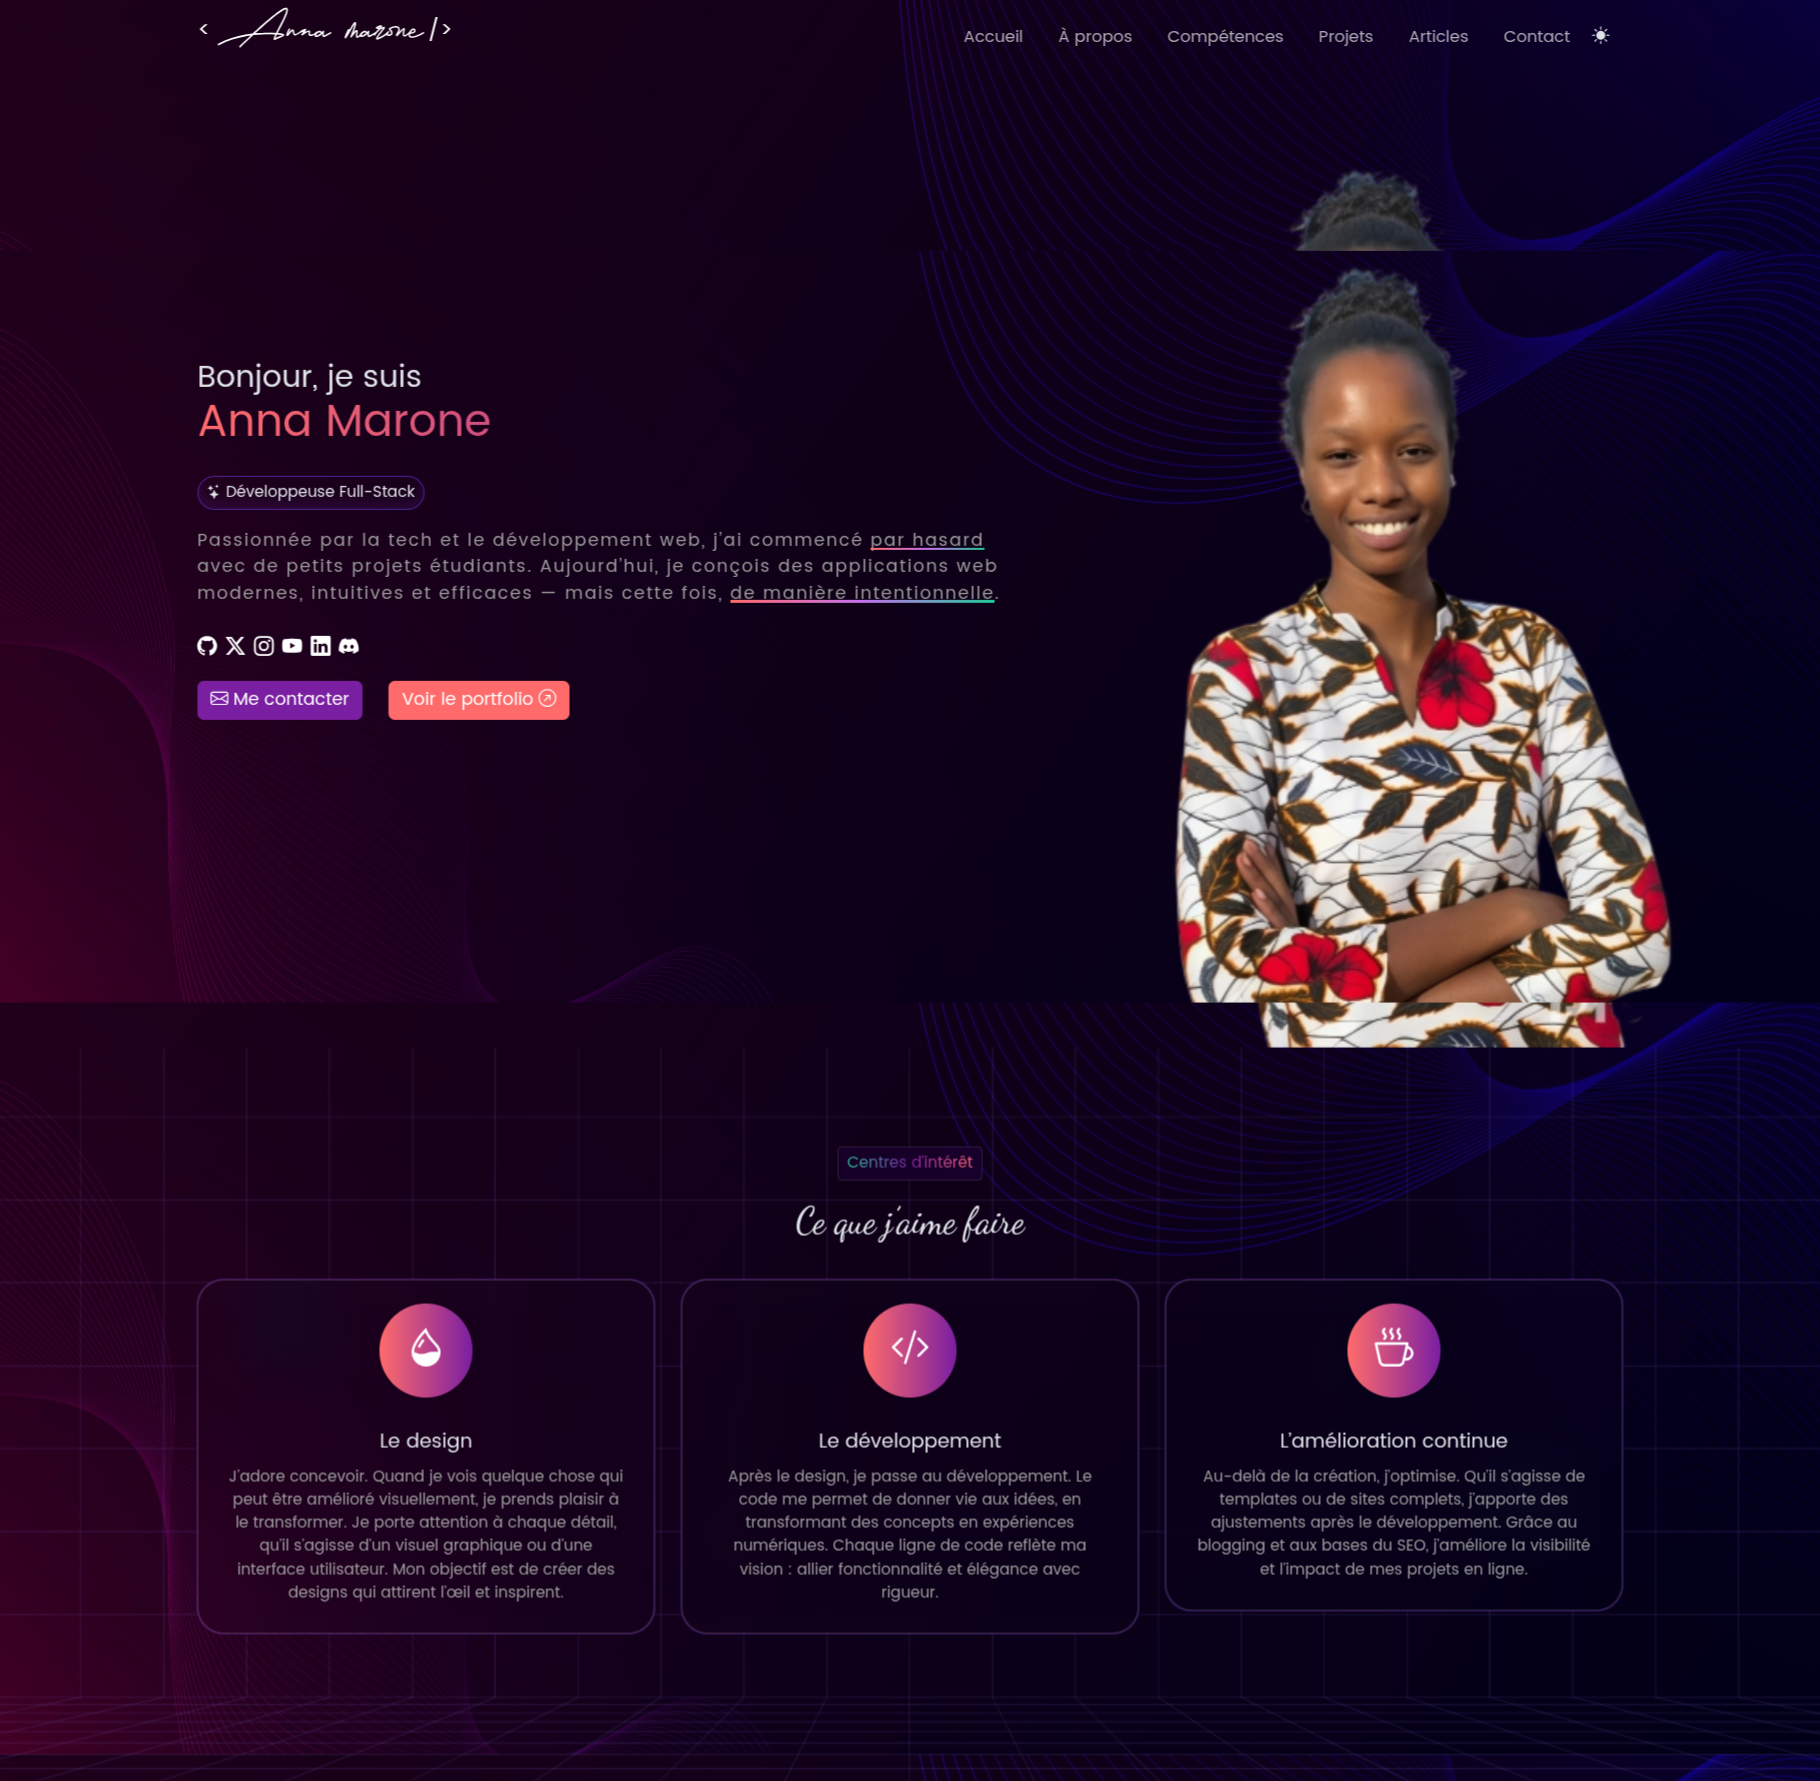 < Anna marone / >
Accueil À propos Compétences Projets Articles Contact
Bonjour, je suis
Anna Marone
Développeuse Full-Stack
Passionnée par la tech et le développement web, j'ai commencé par hasard
avec de petits projets étudiants. Aujourd'hui, je conçois des applications web
modernes, intuitives et efficaces — mais cette fois, de manière intentionnelle.
Me contacter Voir le portfolio
Centres d'intérêt
Ce que j'aime faire
Le design
J'adore concevoir. Quand je vois quelque chose qui
peut être amélioré visuellement, je prends plaisir à
le transformer. Je porte attention à chaque détail,
qu'il s'agisse d'un visuel graphique ou d'une
interface utilisateur. Mon objectif est de créer des
designs qui attirent l'œil et inspirent.
Le développement
Après le design, je passe au développement. Le
code me permet de donner vie aux idées, en
transformant des concepts en expériences
numériques. Chaque ligne de code reflète ma
vision : allier fonctionnalité et élégance avec
rigueur.
L'amélioration continue
Au-delà de la création, j'optimise. Qu'il s'agisse de
templates ou de sites complets, j'apporte des
ajustements après le développement. Grâce au
blogging et aux bases du SEO, j'améliore la visibilité
et l'impact de mes projets en ligne.